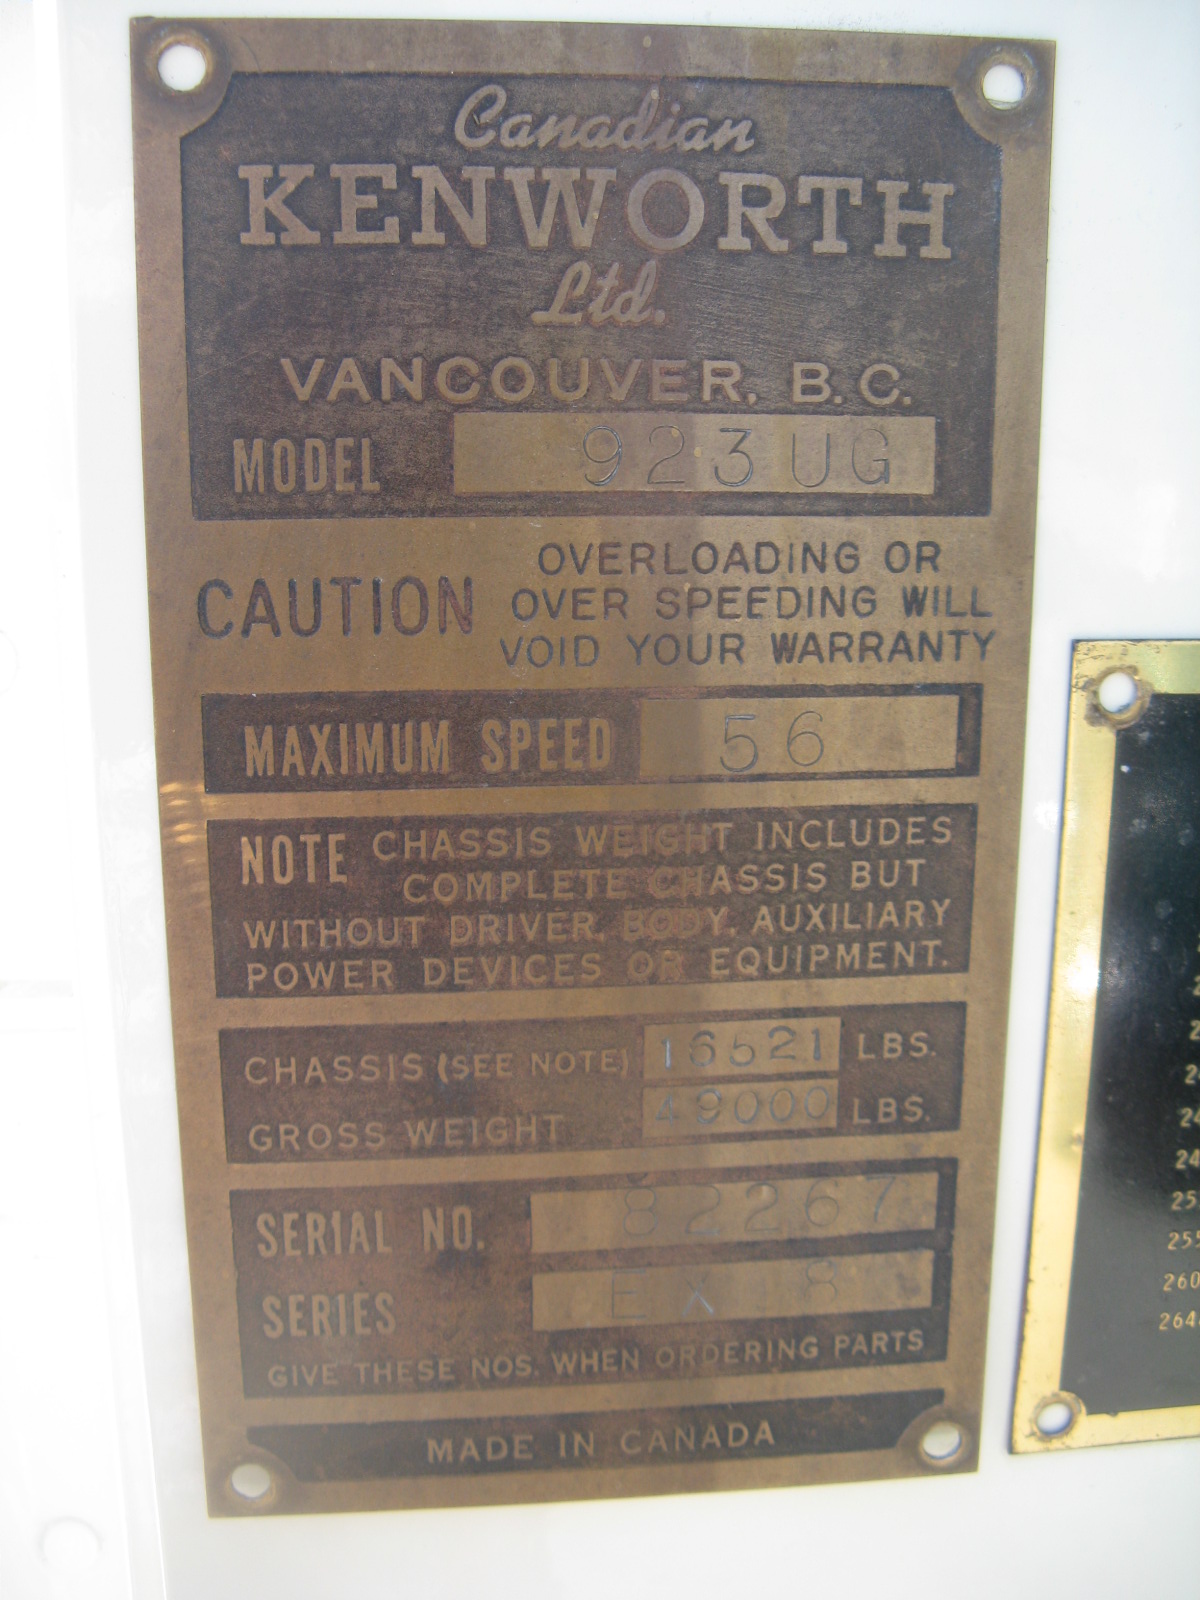 Canadian
KENWORTH
Ltd.
VANCOUVER, B.C.
MODEL 923UG
CAUTION OVERLOADING OR
OVER SPEEDING WILL
VOID YOUR WARRANTY
MAXIMUM SPEED 56
NOTE CHASSIS WEIGHT INCLUDES
COMPLETE CHASSIS BUT
WITHOUT DRIVER, BODY, AUXILIARY
POWER DEVICES OR EQUIPMENT.
CHASSIS (SEE NOTE) 16521 LBS.
GROSS WEIGHT 49000 LBS.
SERIAL NO. 82267
SERIES EX 8
GIVE THESE NOS. WHEN ORDERING PARTS
MADE IN CANADA